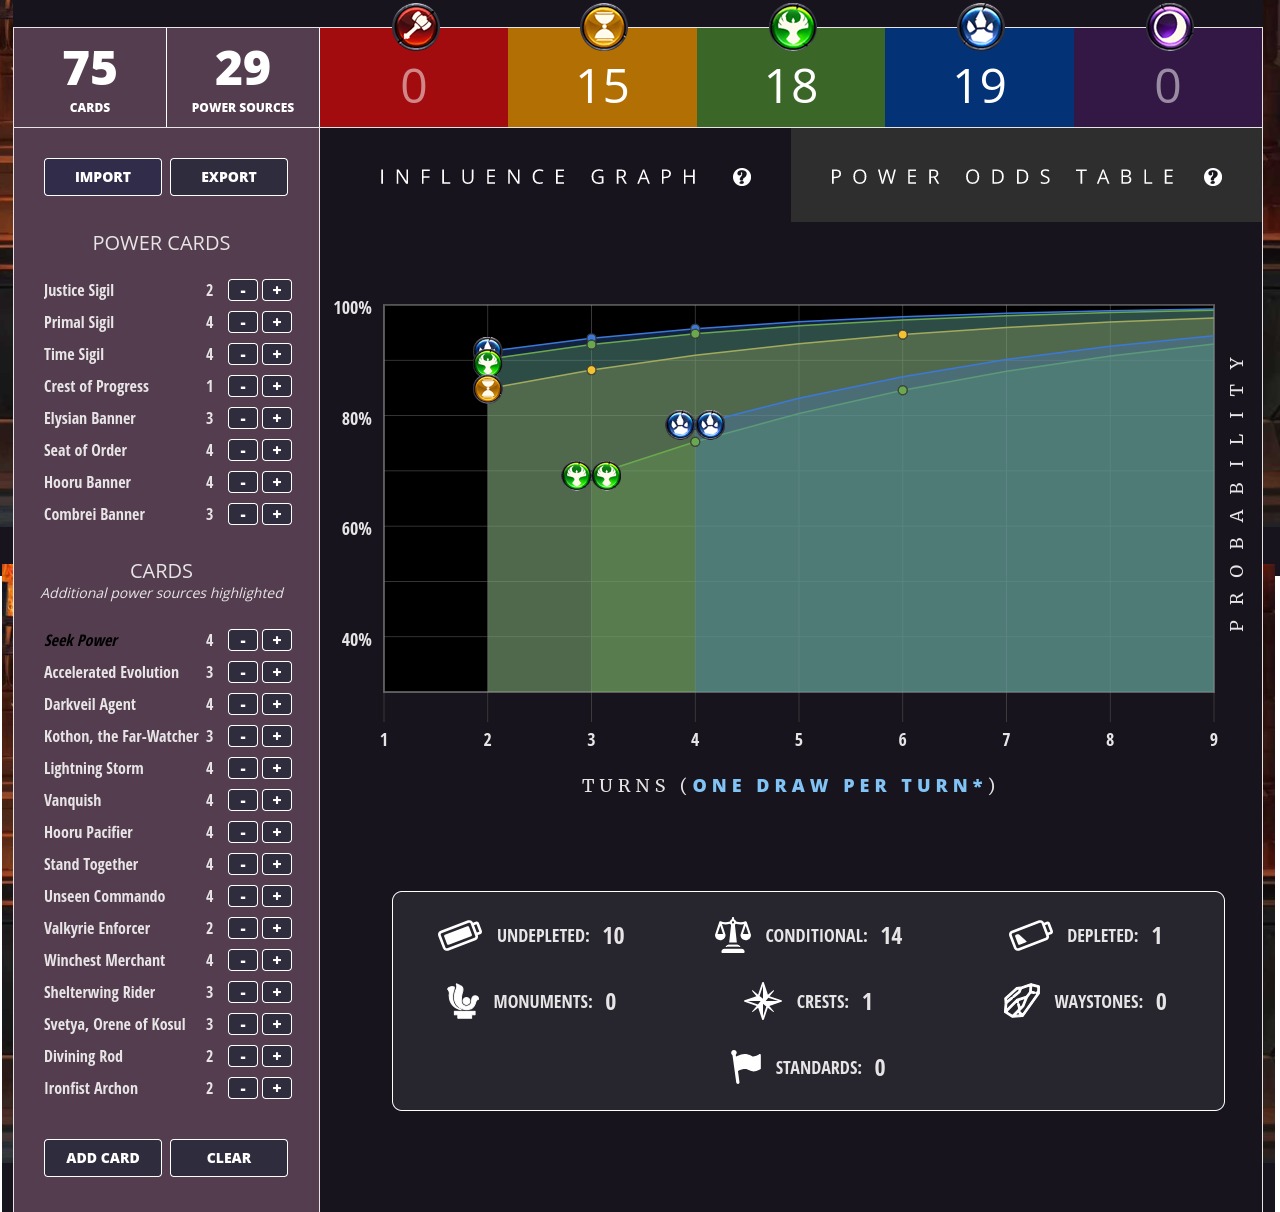 75
CARDS
29
POWER SOURCES
0
15
18
19
0
IMPORT
EXPORT
INFLUENCE GRAPH ?
POWER ODDS TABLE ?
POWER CARDS
Justice Sigil 2 - +
Primal Sigil 4 - +
Time Sigil 4 - +
Crest of Progress 1 - +
Elysian Banner 3 - +
Seat of Order 4 - +
Hooru Banner 4 - +
Combrei Banner 3 - +
CARDS
Additional power sources highlighted
Seek Power 4 - +
Accelerated Evolution 3 - +
Darkveil Agent 4 - +
Kothon, the Far-Watcher 3 - +
Lightning Storm 4 - +
Vanquish 4 - +
Hooru Pacifier 4 - +
Stand Together 4 - +
Unseen Commando 4 - +
Valkyrie Enforcer 2 - +
Winchest Merchant 4 - +
Shelterwing Rider 3 - +
Svetya, Orene of Kosul 3 - +
Divining Rod 2 - +
Ironfist Archon 2 - +
ADD CARD
CLEAR
100%
80%
60%
40%
PROBABILITY
1 2 3 4 5 6 7 8 9
TURNS (ONE DRAW PER TURN*)
UNDEPLETED: 10
CONDITIONAL: 14
DEPLETED: 1
MONUMENTS: 0
CRESTS: 1
WAYSTONES: 0
STANDARDS: 0